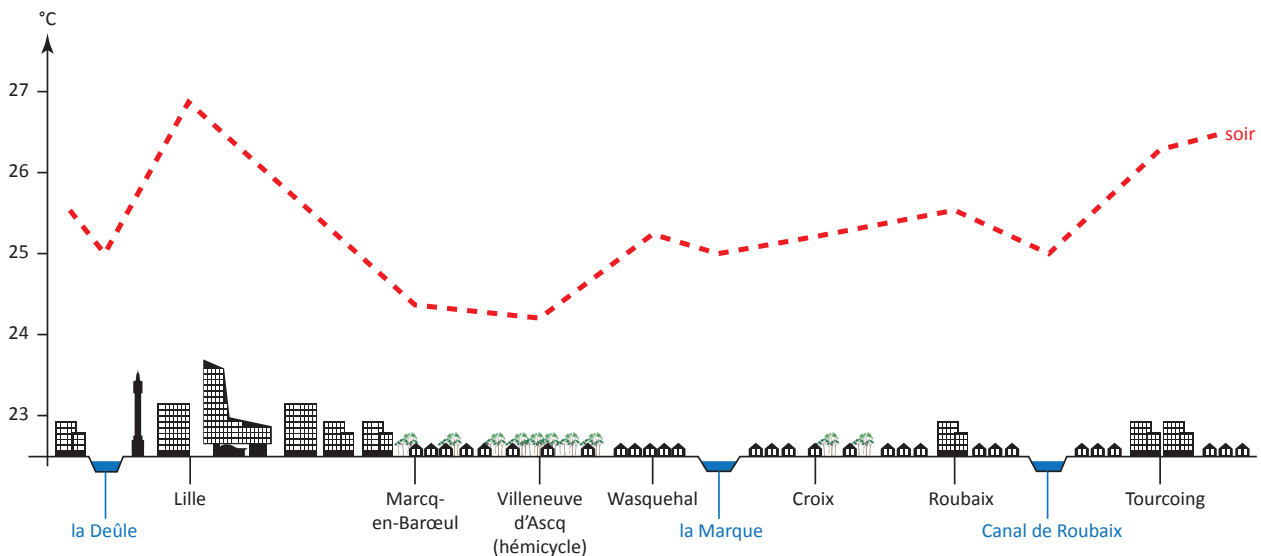 °C
27
26
25
24
23
soir
Lille
Marcq-
en-Barœul
Villeneuve
d'Ascq
(hémicycle)
Wasquehal
Croix
Roubaix
Tourcoing
la Deûle
la Marque
Canal de Roubaix